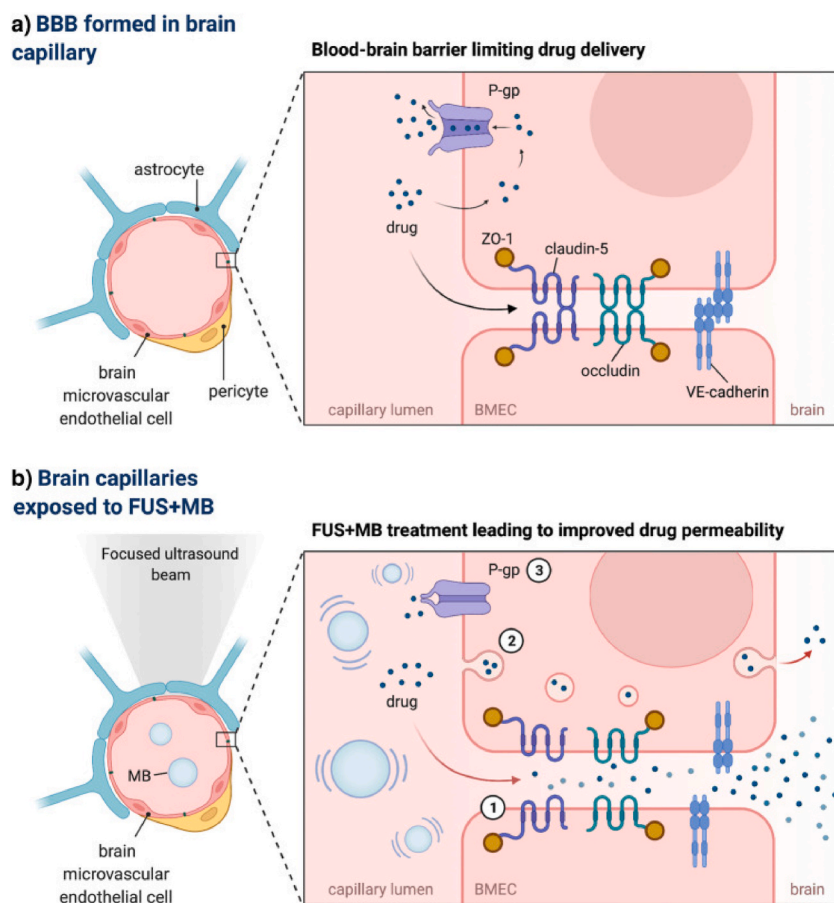 a) BBB formed in brain
capillary
Blood-brain barrier limiting drug delivery
P-gp
astrocyte
drug
ZO-1
claudin-5
brain
microvascular
endothelial cell
pericyte
occludin
VE-cadherin
capillary lumen
BMEC
brain
b) Brain capillaries
exposed to FUS+MB
FUS+MB treatment leading to improved drug permeability
Focused ultrasound
beam
P-gp
3
2
drug
MB
1
brain
microvascular
endothelial cell
capillary lumen
BMEC
brain